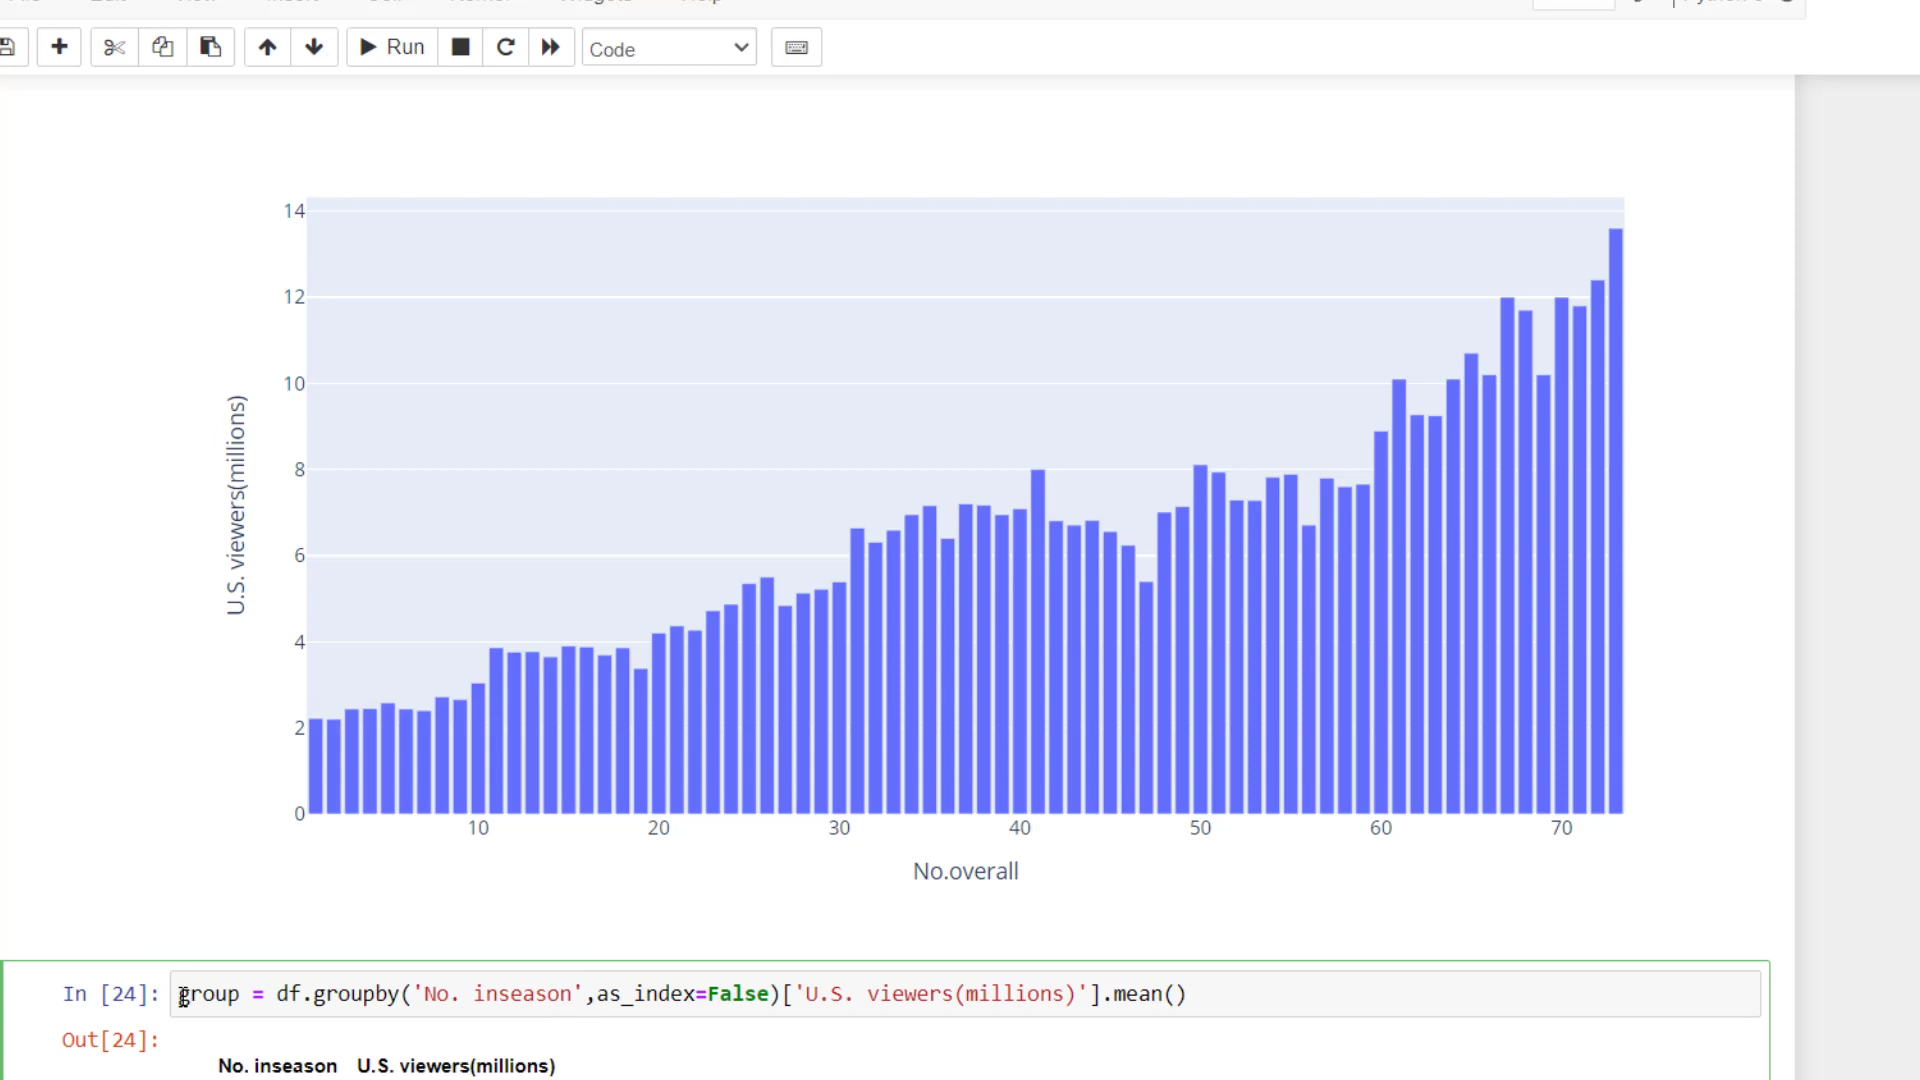 Run
Code
14
12
10
8
6
4
2
0
U.S. viewers(millions)
10 20 30 40 50 60 70
No.overall
In [24]: group = df.groupby('No. inseason',as_index=False)['U.S. viewers(millions)'].mean()
Out[24]:
No. inseason U.S. viewers(millions)